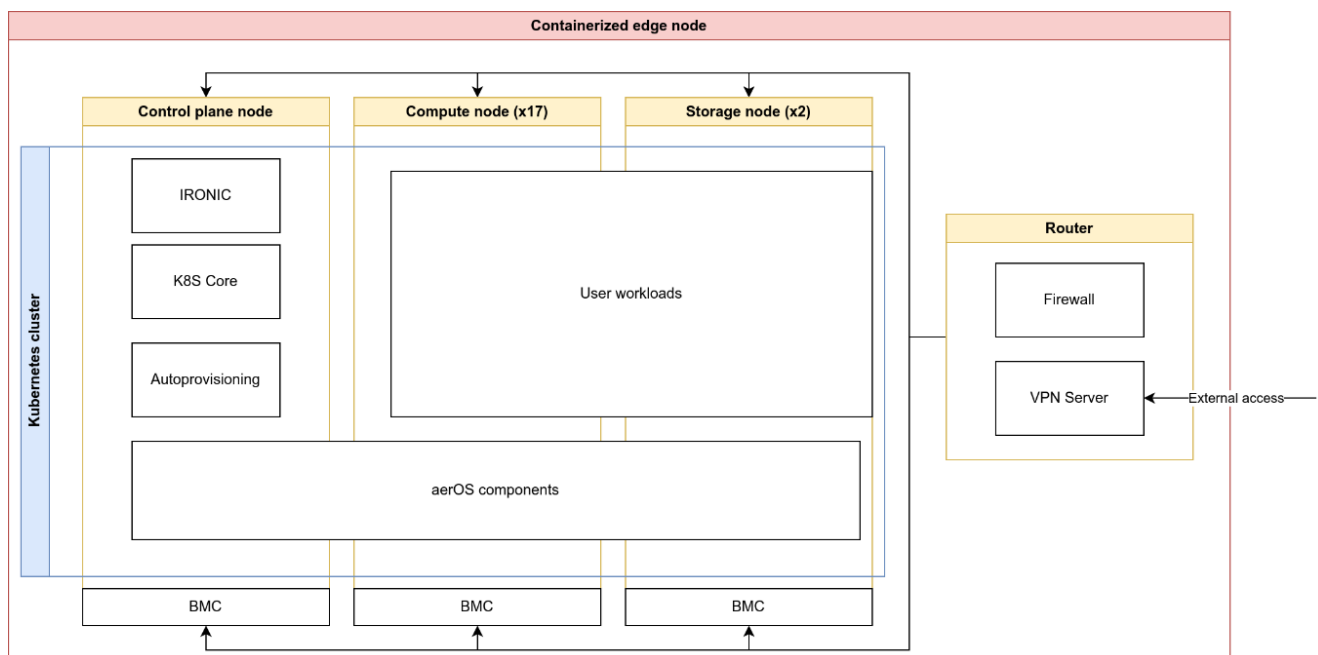 Containerized edge node
Control plane node
Compute node (x17)
Storage node (x2)
Kubernetes cluster
IRONIC
K8S Core
Autoprovisioning
User workloads
aerOS components
BMC
BMC
BMC
Router
Firewall
VPN Server
External access